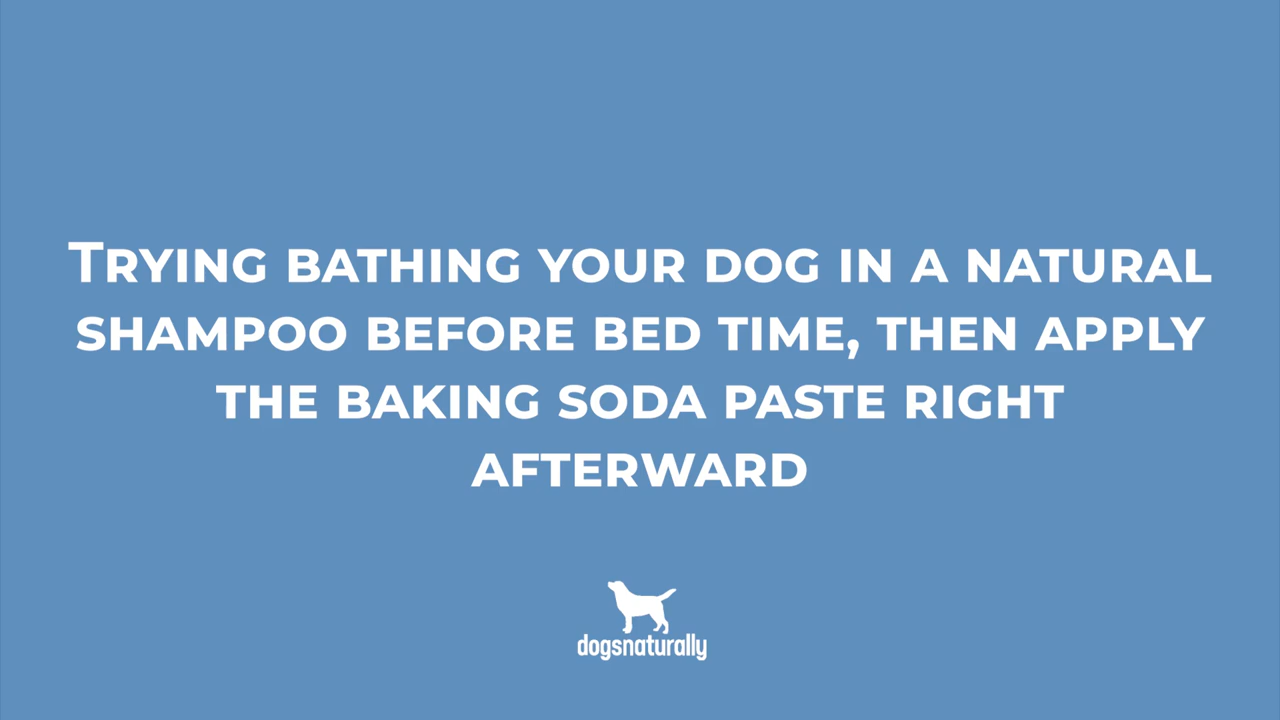 Trying bathing your dog in a natural
shampoo before bed time, then apply
the baking soda paste right
afterward
dogsnaturally